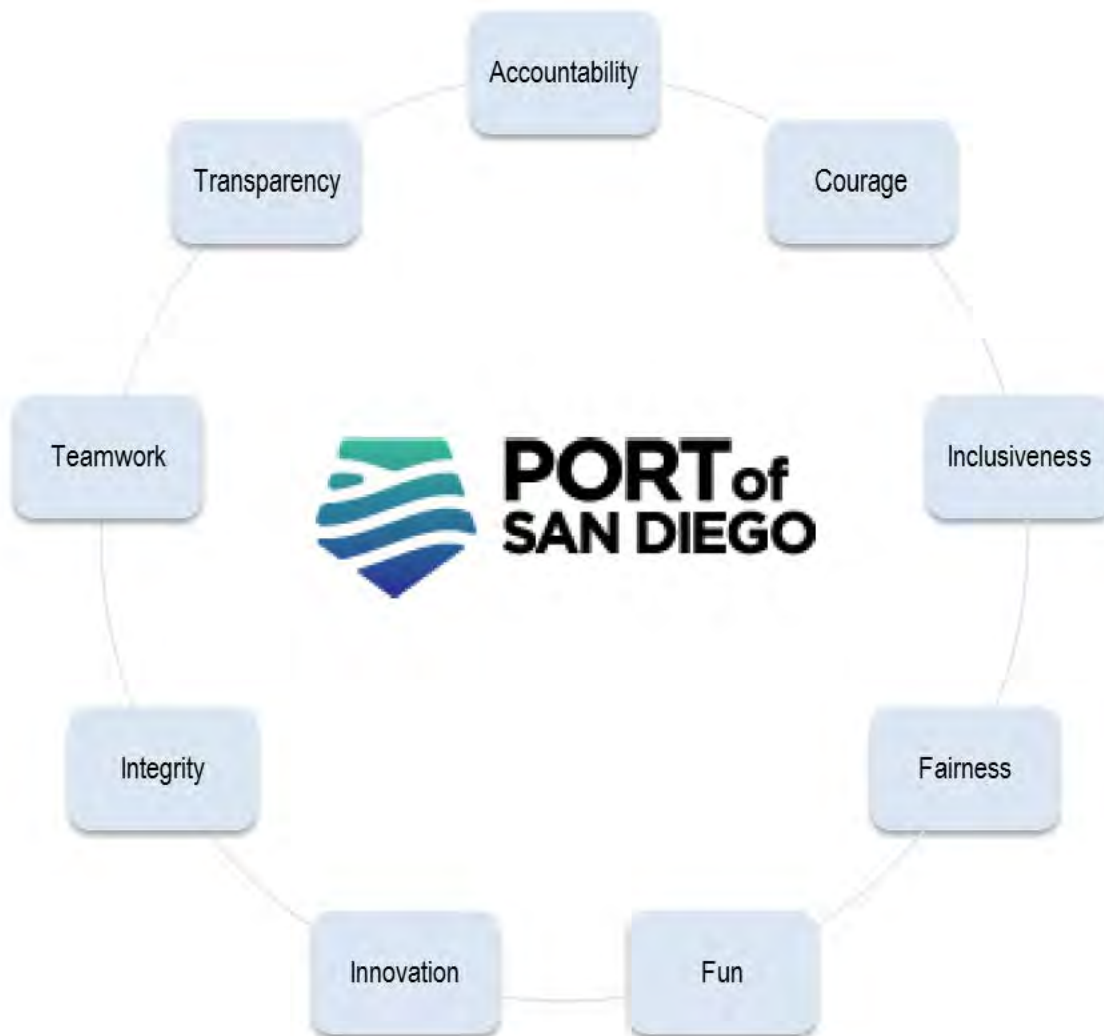 Accountability
Transparency
Courage
Teamwork
PORT of
SAN DIEGO
Inclusiveness
Integrity
Fairness
Innovation
Fun